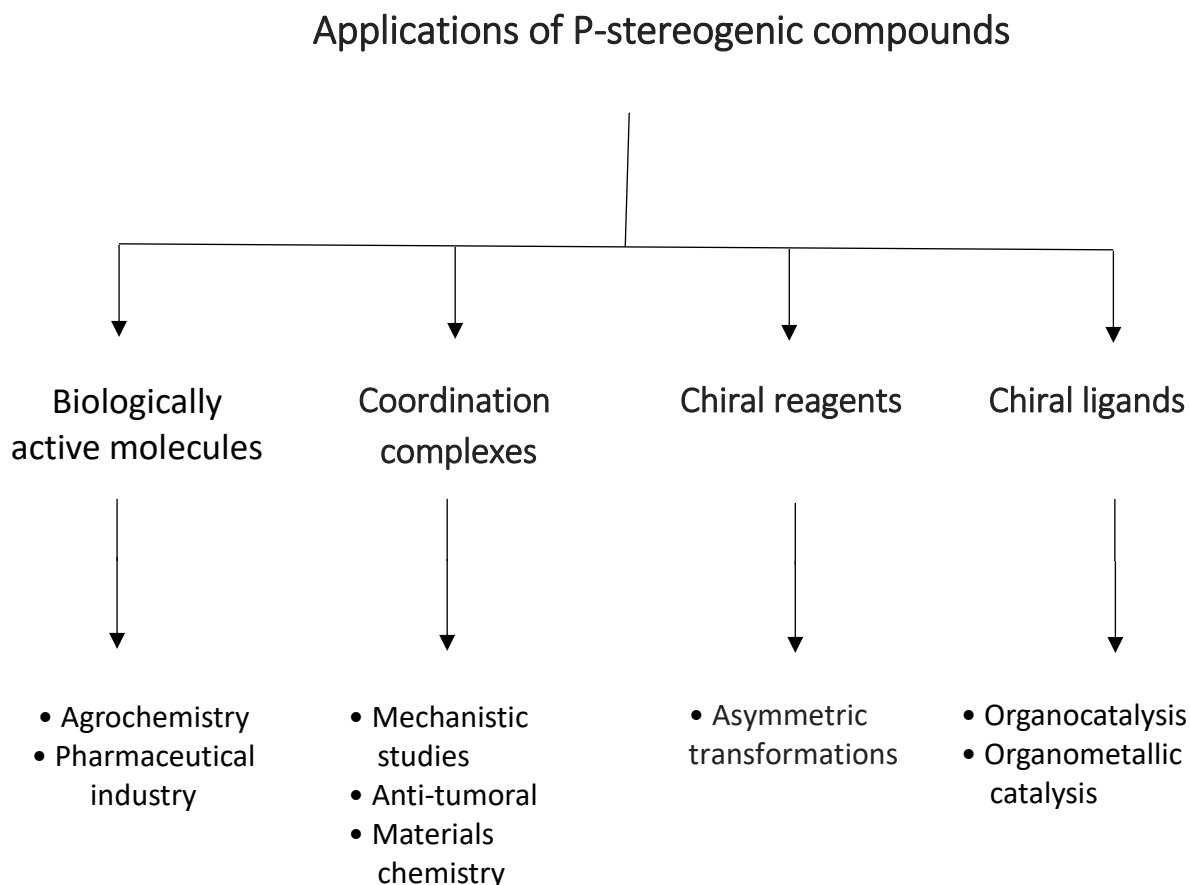 Applications of P-stereogenic compounds
Biologically
active molecules
Coordination
complexes
Chiral reagents
Chiral ligands
• Agrochemistry
• Pharmaceutical
industry
• Mechanistic
studies
• Anti-tumoral
• Materials
chemistry
• Asymmetric
transformations
• Organocatalysis
• Organometallic
catalysis